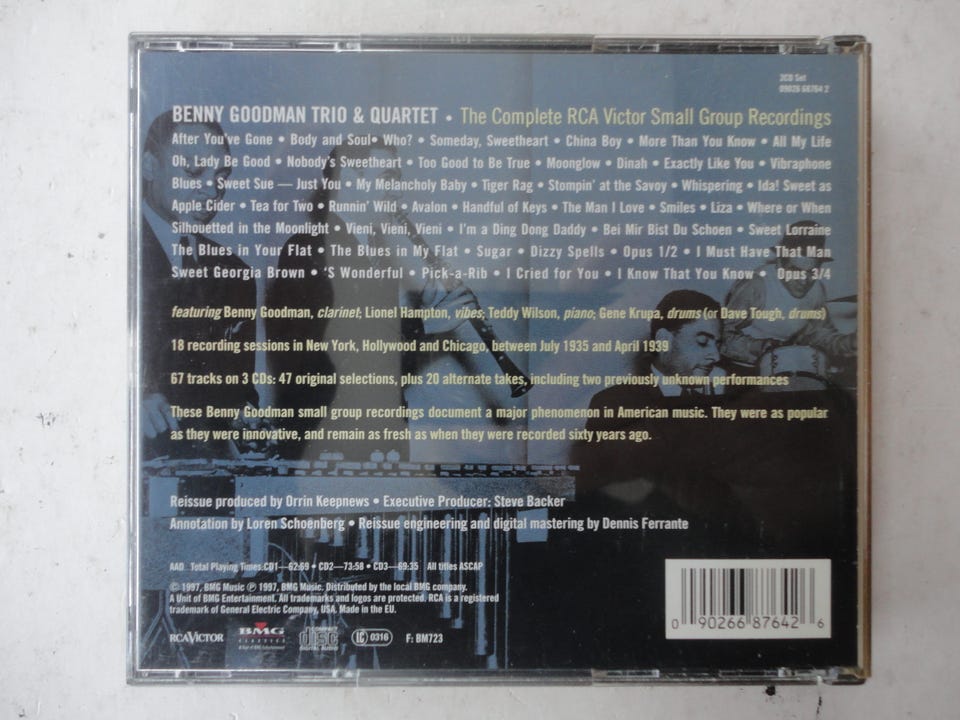 3CD Set
09026 68764 2
BENNY GOODMAN TRIO & QUARTET • The Complete RCA Victor Small Group Recordings
After You've Gone • Body and Soul • Who? • Someday, Sweetheart • China Boy • More Than You Know • All My Life
Oh, Lady Be Good • Nobody's Sweetheart • Too Good to Be True • Moonglow • Dinah • Exactly Like You • Vibraphone
Blues • Sweet Sue — Just You • My Melancholy Baby • Tiger Rag • Stompin' at the Savoy • Whispering • Ida! Sweet as
Apple Cider • Tea for Two • Runnin' Wild • Avalon • Handful of Keys • The Man I Love • Smiles • Liza • Where or When
Silhouetted in the Moonlight • Vieni, Vieni, Vieni • I'm a Ding Dong Daddy • Bei Mir Bist Du Schoen • Sweet Lorraine
The Blues in Your Flat • The Blues in My Flat • Sugar • Dizzy Spells • Opus 1/2 • I Must Have That Man
Sweet Georgia Brown • 'S Wonderful • Pick-a-Rib • I Cried for You • I Know That You Know • Opus 3/4
featuring Benny Goodman, clarinet; Lionel Hampton, vibes; Teddy Wilson, piano; Gene Krupa, drums (or Dave Tough, drums)
18 recording sessions in New York, Hollywood and Chicago, between July 1935 and April 1939
67 tracks on 3 CDs: 47 original selections, plus 20 alternate takes, including two previously unknown performances
These Benny Goodman small group recordings document a major phenomenon in American music. They were as popular
as they were innovative, and remain as fresh as when they were recorded sixty years ago.
Reissue produced by Orrin Keepnews • Executive Producer: Steve Backer
Annotation by Loren Schoenberg • Reissue engineering and digital mastering by Dennis Ferrante
AAD Total Playing Times: CD1—62:59 • CD2—73:58 • CD3—69:35 All titles ASCAP
© 1997, BMG Music ℗ 1997, BMG Music. Distributed by the local BMG company.
A Unit of BMG Entertainment. All trademarks and logos are protected. RCA is a registered
trademark of General Electric Company, USA. Made in the EU.
RCA VICTOR BMG CLASSICS COMPACT disc DIGITAL AUDIO LC 0316 F: BM723
0 90266 87642 6